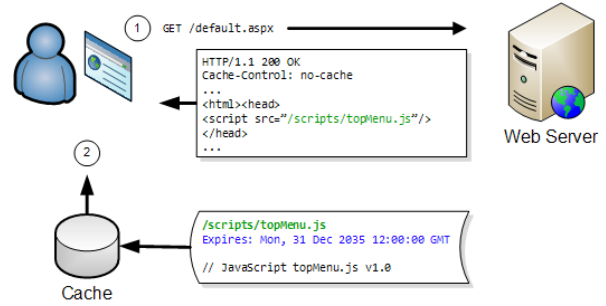 1 GET /default.aspx
HTTP/1.1 200 OK
Cache-Control: no-cache
...
<html><head>
<script src="/scripts/topMenu.js"/>
</head>
...
Web Server
2
/scripts/topMenu.js
Expires: Mon, 31 Dec 2035 12:00:00 GMT
// JavaScript topMenu.js v1.0
Cache